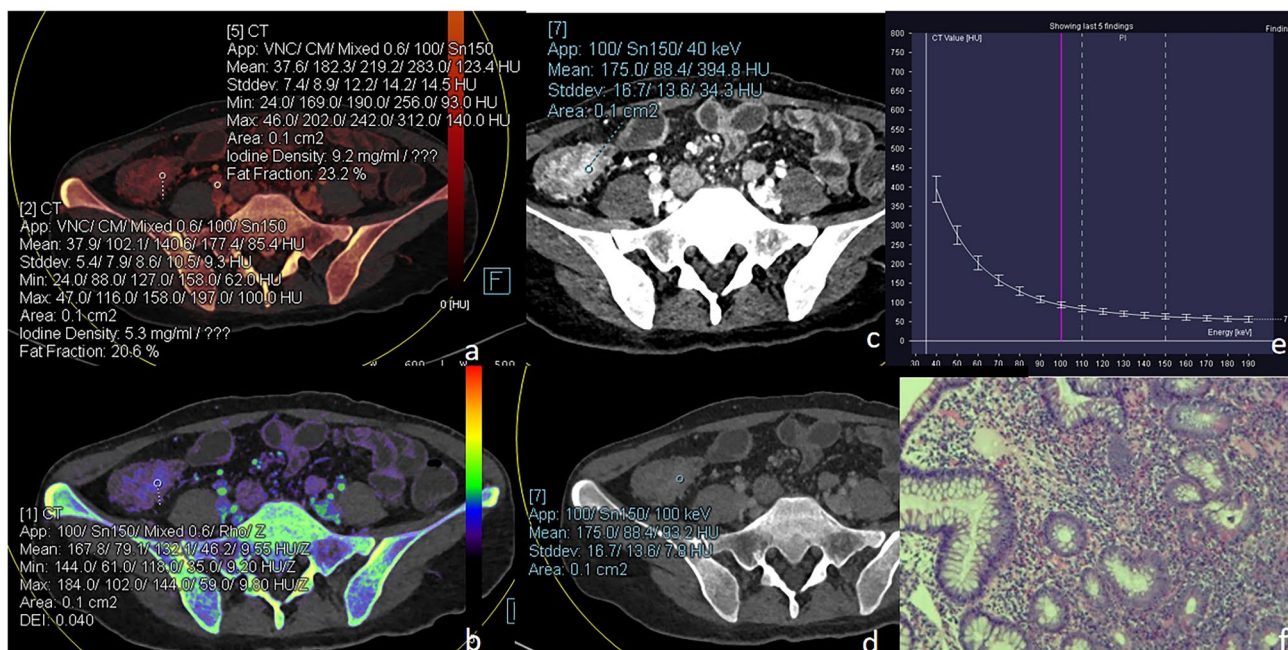 [5] CT
App: VNC/ CM/ Mixed 0.6/ 100/ Sn150
Mean: 37.6/ 182.3/ 219.2/ 283.0/ 123.4 HU
Stddev: 7.4/ 8.9/ 12.2/ 14.2/ 14.5 HU
Min: 24.0/ 169.0/ 190.0/ 256.0/ 93.0 HU
Max: 46.0/ 202.0/ 242.0/ 312.0/ 140.0 HU
Area: 0.1 cm2
Iodine Density: 9.2 mg/ml / ???
Fat Fraction: 23.2 %
[2] CT
App: VNC/ CM/ Mixed 0.6/ 100/ Sn150
Mean: 37.9/ 102.1/ 140.6/ 177.4/ 85.4 HU
Stddev: 5.4/ 7.9/ 8.6/ 10.5/ 9.3 HU
Min: 24.0/ 88.0/ 127.0/ 158.0/ 62.0 HU
Max: 47.0/ 116.0/ 158.0/ 197.0/ 100.0 HU
Area: 0.1 cm2
Iodine Density: 5.3 mg/ml / ???
Fat Fraction: 20.6 %
F
0 [HU]
a
[7]
App: 100/ Sn150/ 40 keV
Mean: 175.0/ 88.4/ 394.8 HU
Stddev: 16.7/ 13.6/ 34.3 HU
Area: 0.1 cm2
c
Showing last 5 findings
Findin
CT Value [HU]
PI
800
750
700
650
600
550
500
450
400
350
300
250
200
150
100
50
0
7
Energy [keV]
e
30 40 50 60 70 80 90 100 110 120 130 140 150 160 170 180 190
[1] CT
App: 100/ Sn150/ Mixed 0.6/ Rho/ Z
Mean: 167.8/ 79.1/ 132.1/ 46.2/ 9.55 HU/Z
Min: 144.0/ 61.0/ 118.0/ 35.0/ 9.20 HU/Z
Max: 184.0/ 102.0/ 144.0/ 59.0/ 9.80 HU/Z
Area: 0.1 cm2
DEI: 0.040
b
[7]
App: 100/ Sn150/ 100 keV
Mean: 175.0/ 88.4/ 93.2 HU
Stddev: 16.7/ 13.6/ 7.8 HU
Area: 0.1 cm2
d
f